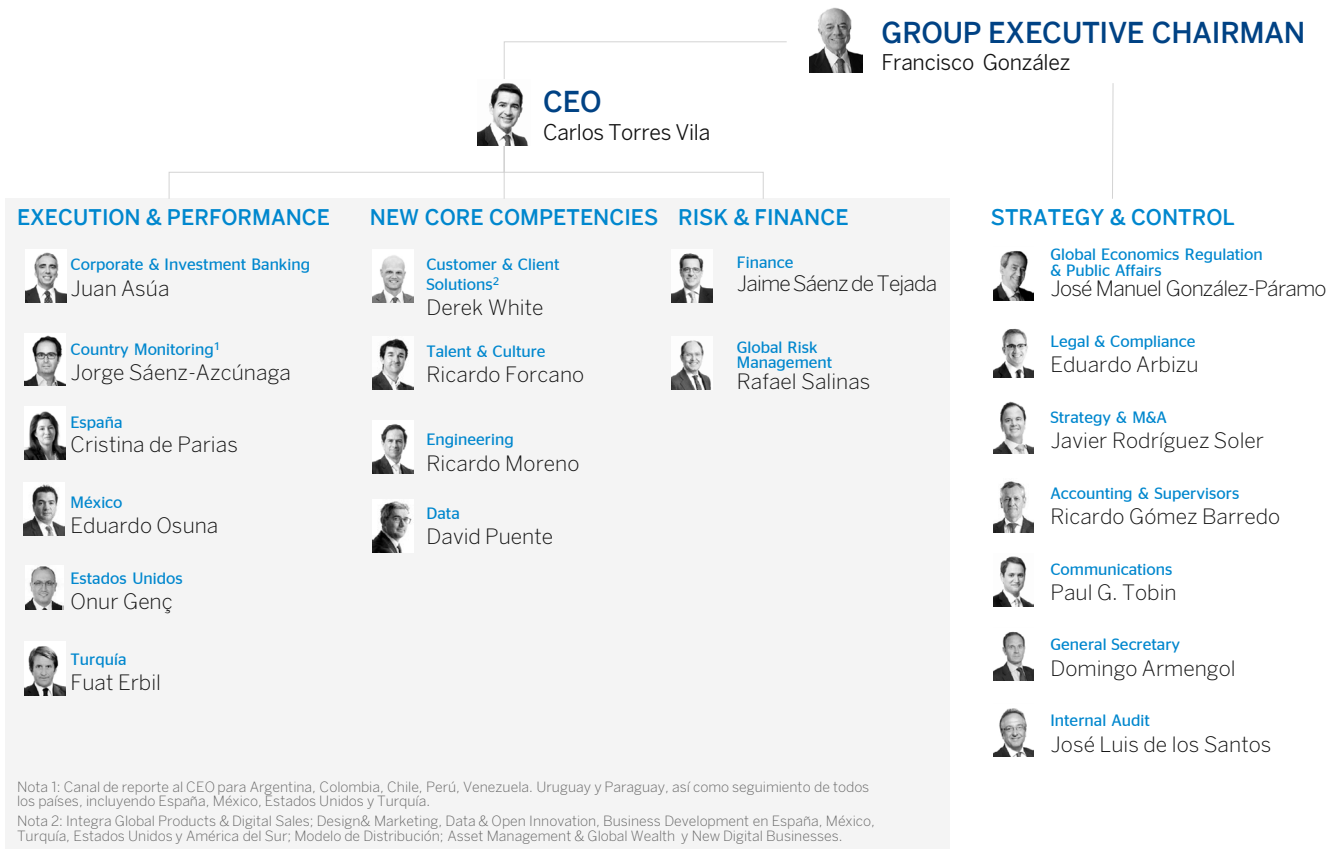 GROUP EXECUTIVE CHAIRMAN
Francisco González
CEO
Carlos Torres Vila
EXECUTION & PERFORMANCE
Corporate & Investment Banking
Juan Asúa
Country Monitoring¹
Jorge Sáenz-Azcúnaga
España
Cristina de Parias
México
Eduardo Osuna
Estados Unidos
Onur Genç
Turquía
Fuat Erbil
NEW CORE COMPETENCIES
Customer & Client
Solutions²
Derek White
Talent & Culture
Ricardo Forcano
Engineering
Ricardo Moreno
Data
David Puente
RISK & FINANCE
Finance
Jaime Sáenz de Tejada
Global Risk
Management
Rafael Salinas
STRATEGY & CONTROL
Global Economics Regulation
& Public Affairs
José Manuel González-Páramo
Legal & Compliance
Eduardo Arbizu
Strategy & M&A
Javier Rodríguez Soler
Accounting & Supervisors
Ricardo Gómez Barredo
Communications
Paul G. Tobin
General Secretary
Domingo Armengol
Internal Audit
José Luis de los Santos
Nota 1: Canal de reporte al CEO para Argentina, Colombia, Chile, Perú, Venezuela. Uruguay y Paraguay, así como seguimiento de todos
los países, incluyendo España, México, Estados Unidos y Turquía.
Nota 2: Integra Global Products & Digital Sales; Design& Marketing, Data & Open Innovation, Business Development en España, México,
Turquía, Estados Unidos y América del Sur; Modelo de Distribución; Asset Management & Global Wealth y New Digital Businesses.